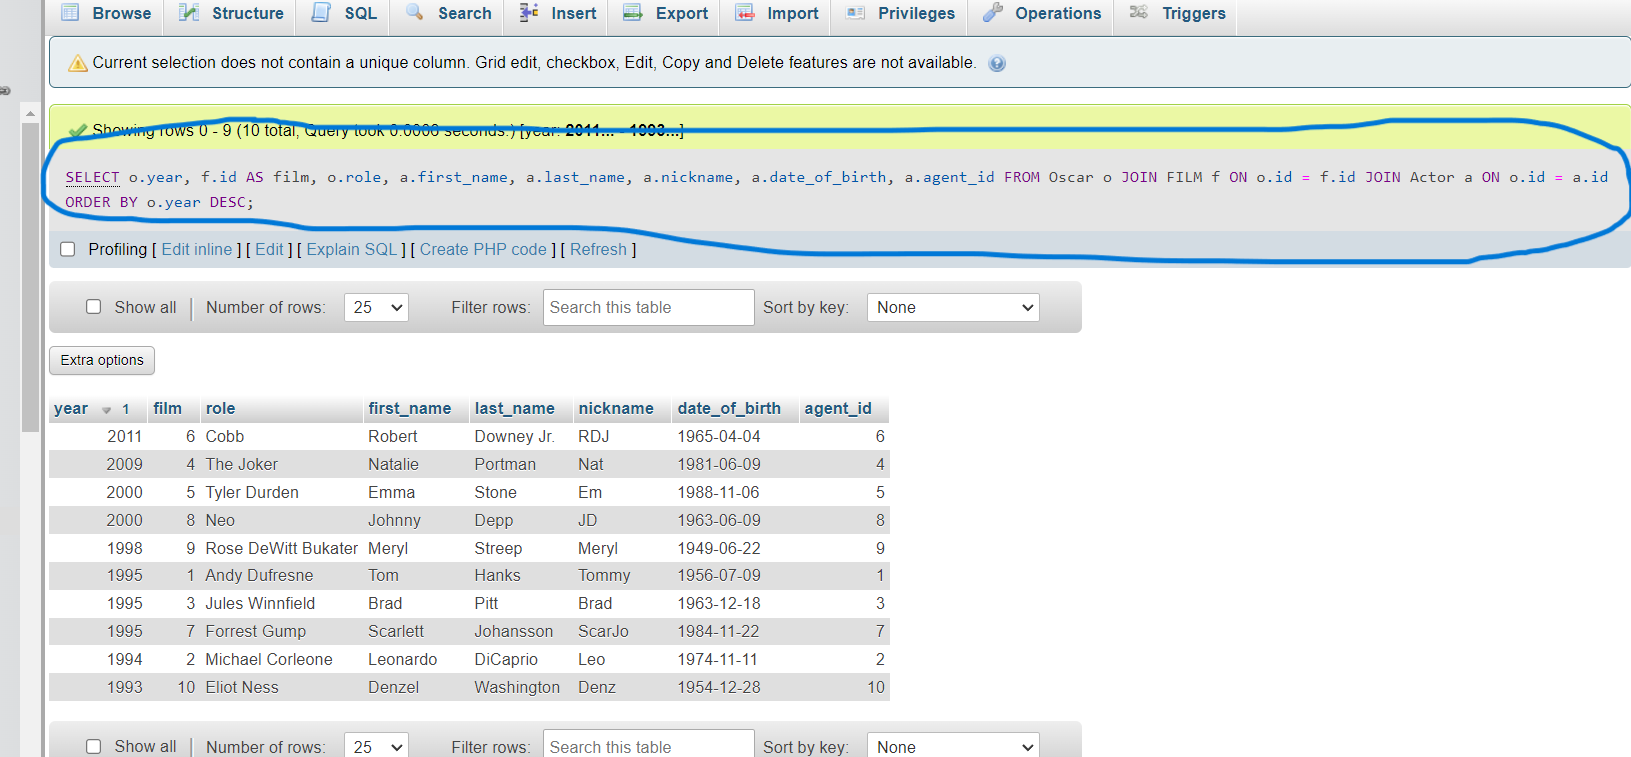 Browse Structure SQL Search Insert Export Import Privileges Operations Triggers
Current selection does not contain a unique column. Grid edit, checkbox, Edit, Copy and Delete features are not available.
Showing rows 0 - 9 (10 total, Query took 0.0000 seconds.) [year: 2011... - 1993...]
SELECT o.year, f.id AS film, o.role, a.first_name, a.last_name, a.nickname, a.date_of_birth, a.agent_id FROM Oscar o JOIN FILM f ON o.id = f.id JOIN Actor a ON o.id = a.id
ORDER BY o.year DESC;
Profiling [ Edit inline ] [ Edit ] [ Explain SQL ] [ Create PHP code ] [ Refresh ]
Show all Number of rows: 25 Filter rows: Search this table Sort by key: None
Extra options
year 1 film role first_name last_name nickname date_of_birth agent_id
2011 6 Cobb Robert Downey Jr. RDJ 1965-04-04 6
2009 4 The Joker Natalie Portman Nat 1981-06-09 4
2000 5 Tyler Durden Emma Stone Em 1988-11-06 5
2000 8 Neo Johnny Depp JD 1963-06-09 8
1998 9 Rose DeWitt Bukater Meryl Streep Meryl 1949-06-22 9
1995 1 Andy Dufresne Tom Hanks Tommy 1956-07-09 1
1995 3 Jules Winnfield Brad Pitt Brad 1963-12-18 3
1995 7 Forrest Gump Scarlett Johansson ScarJo 1984-11-22 7
1994 2 Michael Corleone Leonardo DiCaprio Leo 1974-11-11 2
1993 10 Eliot Ness Denzel Washington Denz 1954-12-28 10
Show all Number of rows: 25 Filter rows: Search this table Sort by key: None